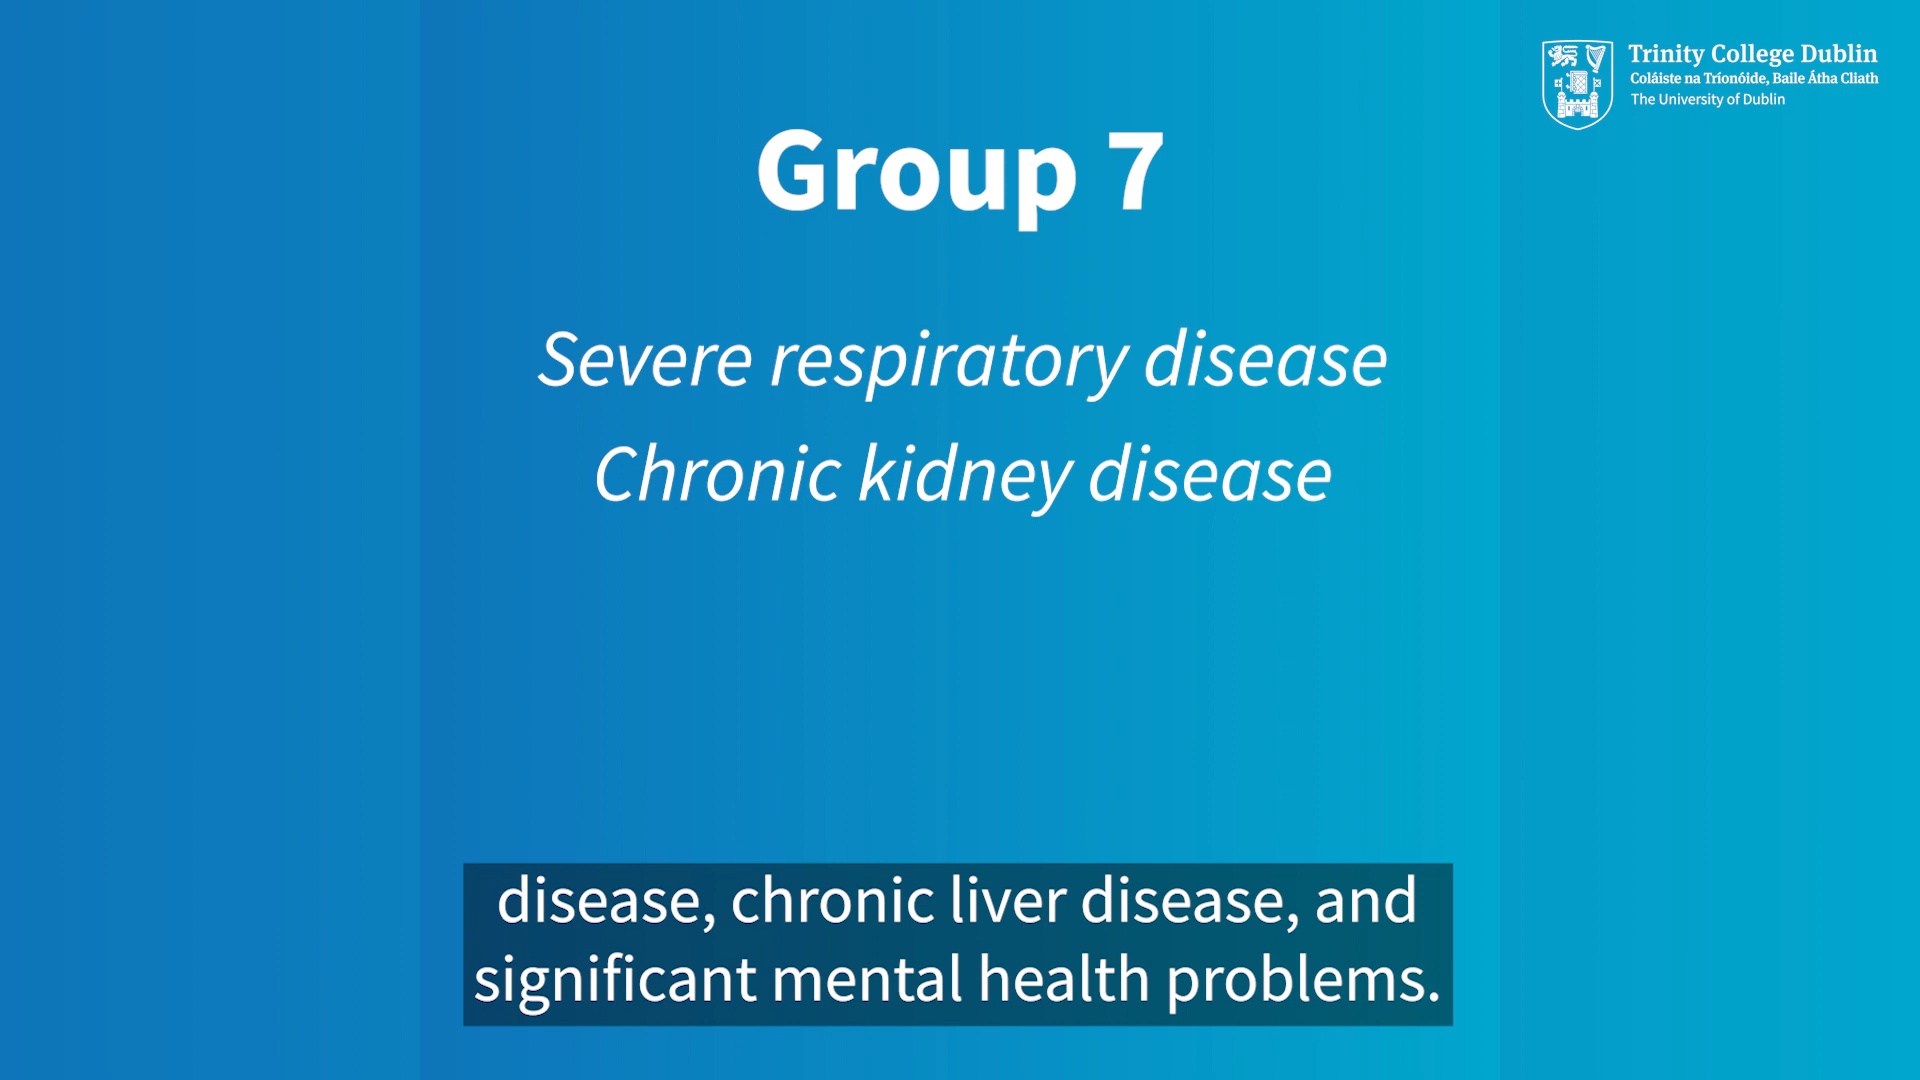 Trinity College Dublin
Coláiste na Tríonóide, Baile Átha Cliath
The University of Dublin
Group 7
Severe respiratory disease
Chronic kidney disease
disease, chronic liver disease, and
significant mental health problems.